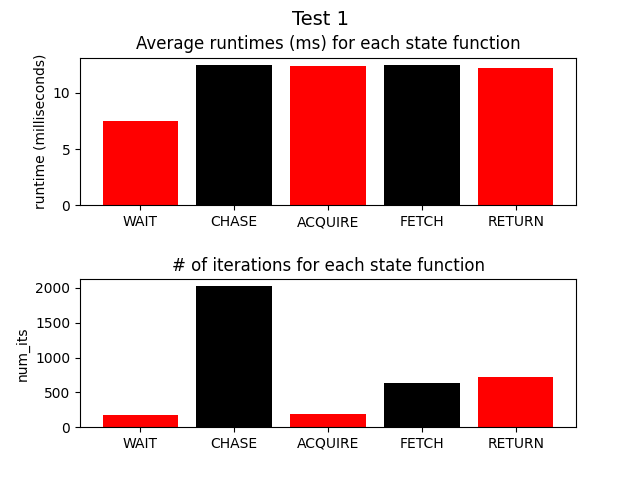 Test 1
Average runtimes (ms) for each state function
runtime (milliseconds)
10
5
0
WAIT CHASE ACQUIRE FETCH RETURN
# of iterations for each state function
num_its
2000
1500
1000
500
0
WAIT CHASE ACQUIRE FETCH RETURN